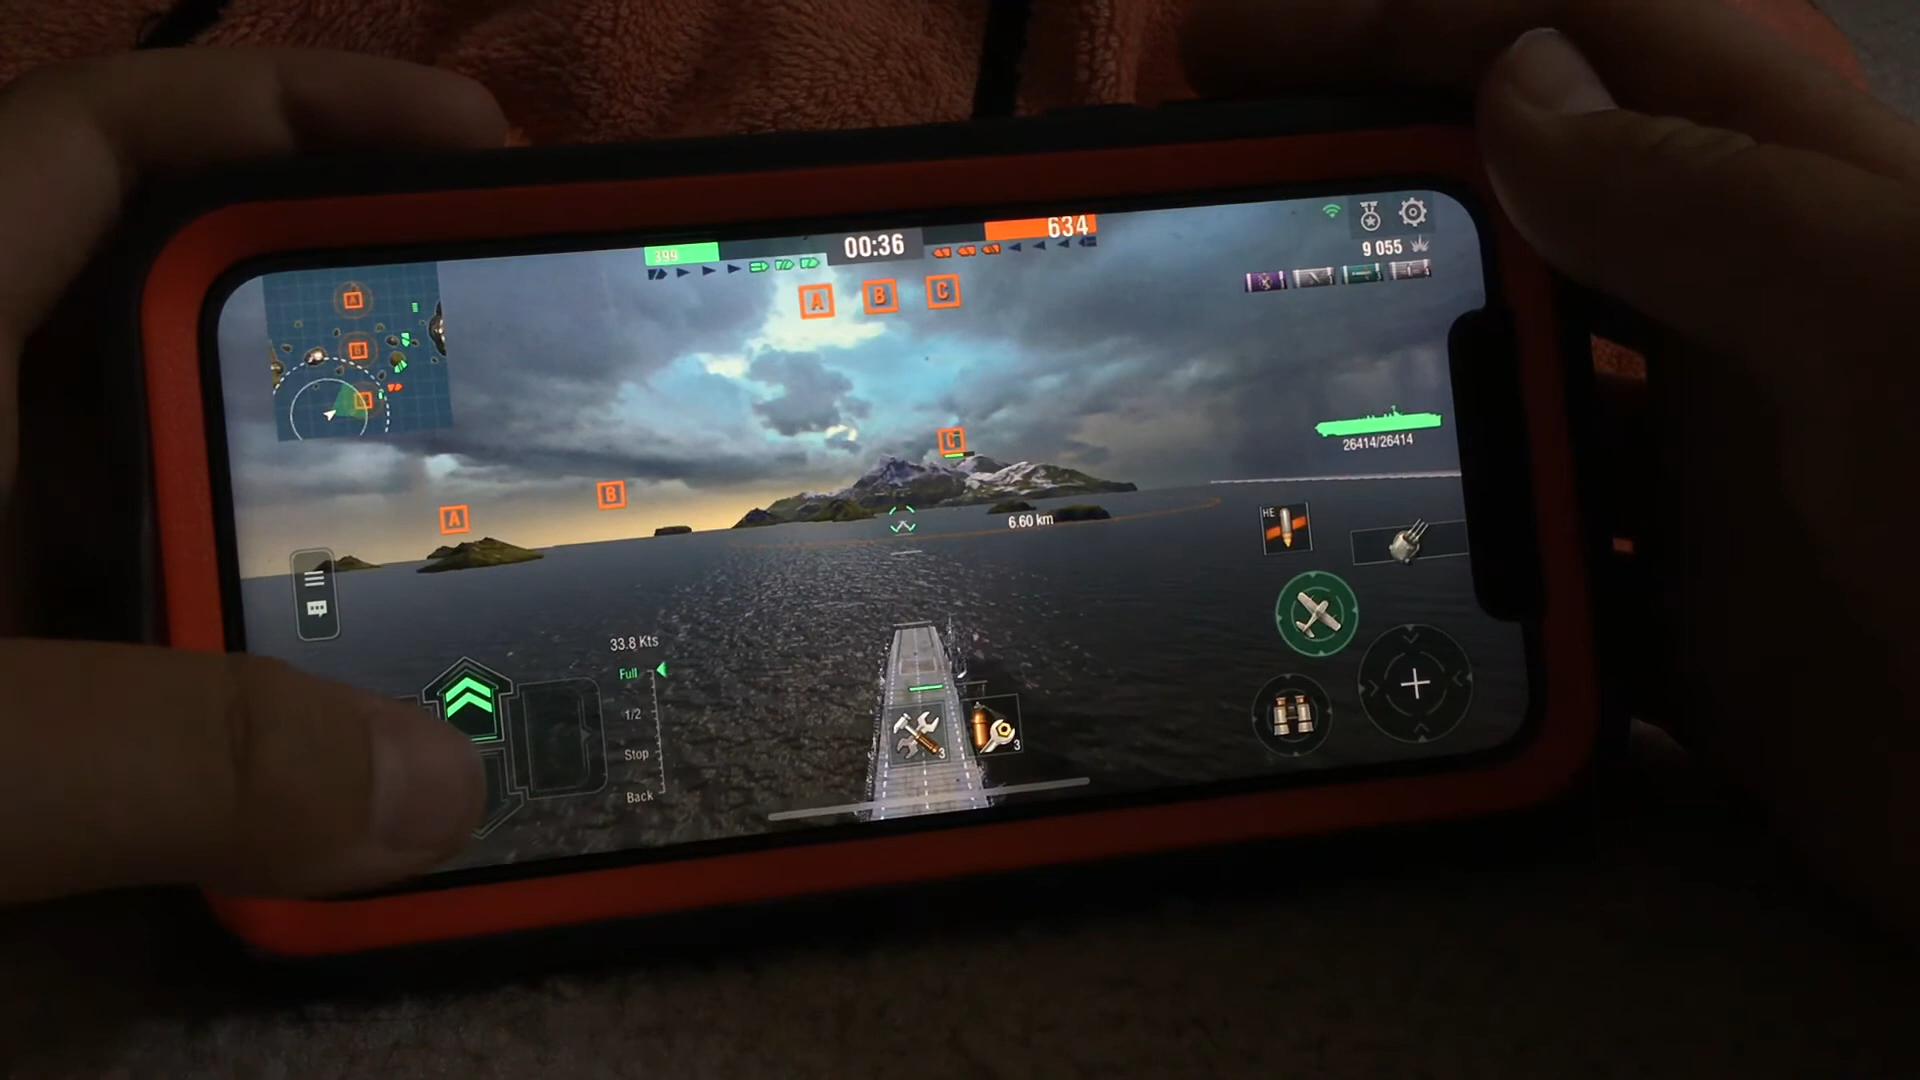 399
00:36
634
A B C
9 055
A
B
C
C
26414/26414
A
B
6.60 km
HE
33.8 Kts
Full
1/2
Stop
Back
3
3